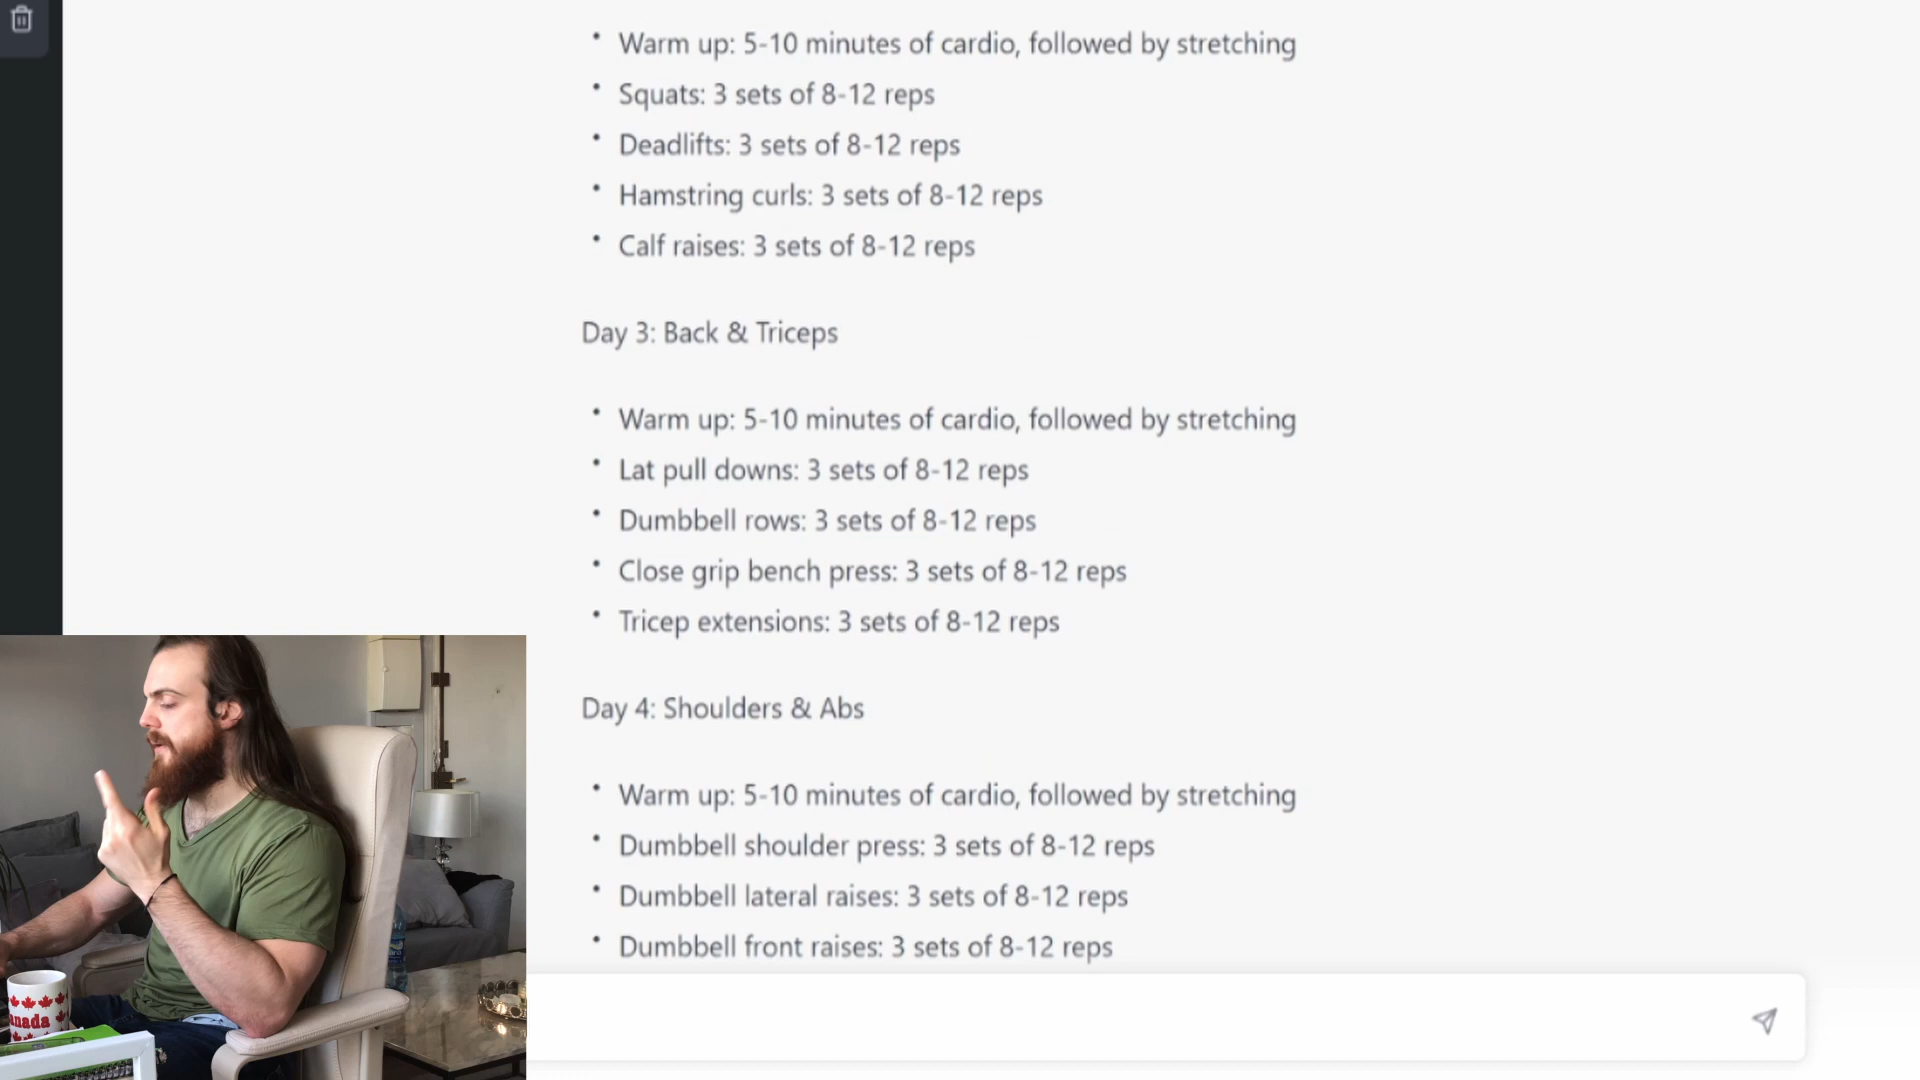 • Warm up: 5-10 minutes of cardio, followed by stretching
• Squats: 3 sets of 8-12 reps
• Deadlifts: 3 sets of 8-12 reps
• Hamstring curls: 3 sets of 8-12 reps
• Calf raises: 3 sets of 8-12 reps
Day 3: Back & Triceps
• Warm up: 5-10 minutes of cardio, followed by stretching
• Lat pull downs: 3 sets of 8-12 reps
• Dumbbell rows: 3 sets of 8-12 reps
• Close grip bench press: 3 sets of 8-12 reps
• Tricep extensions: 3 sets of 8-12 reps
Day 4: Shoulders & Abs
• Warm up: 5-10 minutes of cardio, followed by stretching
• Dumbbell shoulder press: 3 sets of 8-12 reps
• Dumbbell lateral raises: 3 sets of 8-12 reps
• Dumbbell front raises: 3 sets of 8-12 reps
anada